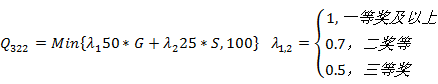 Q₃₂₂ = Min{λ₁50 * G + λ₂25 * S, 100} λ₁,₂ = { 1, 一等奖及以上
0.7，二奖等
0.5，三等奖